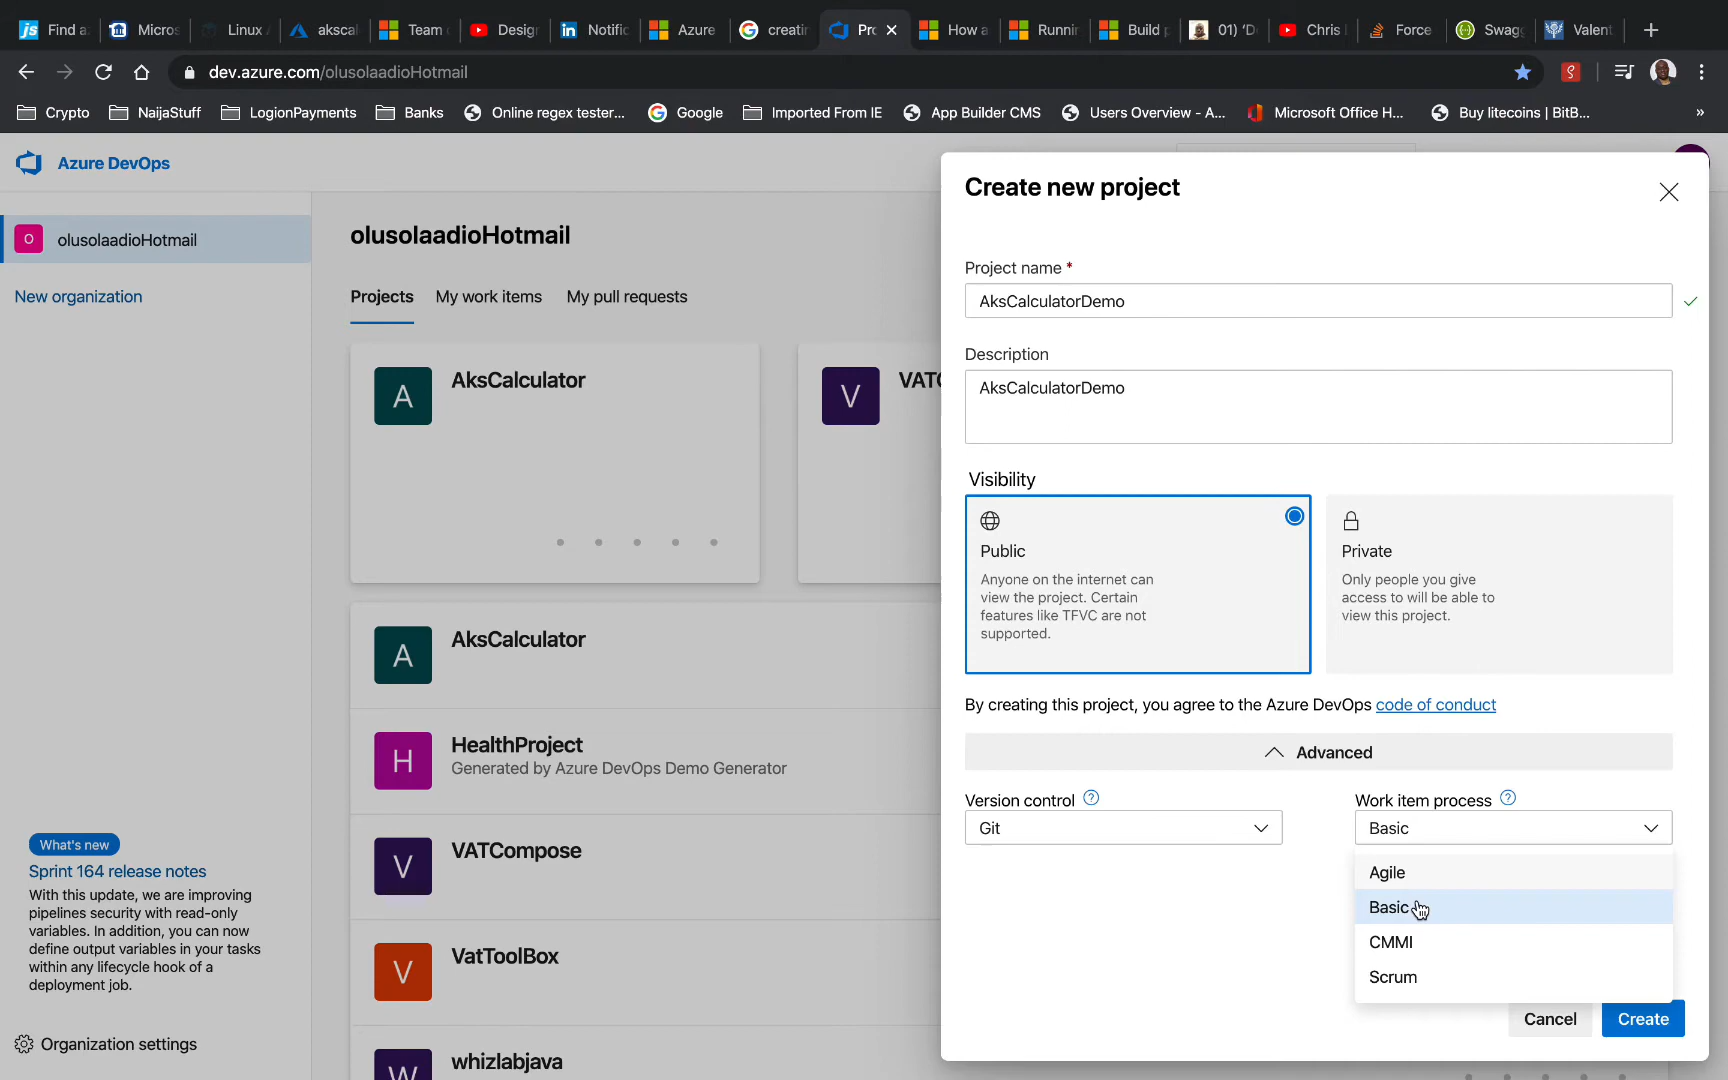 Find a
Micros
Linux
akscal
Team
Design
Notific
Azure
creatin
Pro
How a
Runnin
Build p
01) 'D
Chris
Force
Swagg
Valent
dev.azure.com/olusolaadioHotmail
Crypto
NaijaStuff
LogionPayments
Banks
Online regex tester...
Google
Imported From IE
App Builder CMS
Users Overview - A...
Microsoft Office H...
Buy litecoins | BitB...
»
Azure DevOps
O
olusolaadioHotmail
New organization
What's new
Sprint 164 release notes
With this update, we are improving
pipelines security with read-only
variables. In addition, you can now
define output variables in your tasks
within any lifecycle hook of a
deployment job.
Organization settings
olusolaadioHotmail
Projects
My work items
My pull requests
A
AksCalculator
V
A
AksCalculator
H
HealthProject
Generated by Azure DevOps Demo Generator
V
VATCompose
V
VatToolBox
W
whizlabjava
Create new project
Project name *
AksCalculatorDemo
Description
AksCalculatorDemo
Visibility
Public
Anyone on the internet can
view the project. Certain
features like TFVC are not
supported.
Private
Only people you give
access to will be able to
view this project.
By creating this project, you agree to the Azure DevOps code of conduct
Advanced
Version control
Git
Work item process
Basic
Agile
Basic
CMMI
Scrum
Cancel
Create